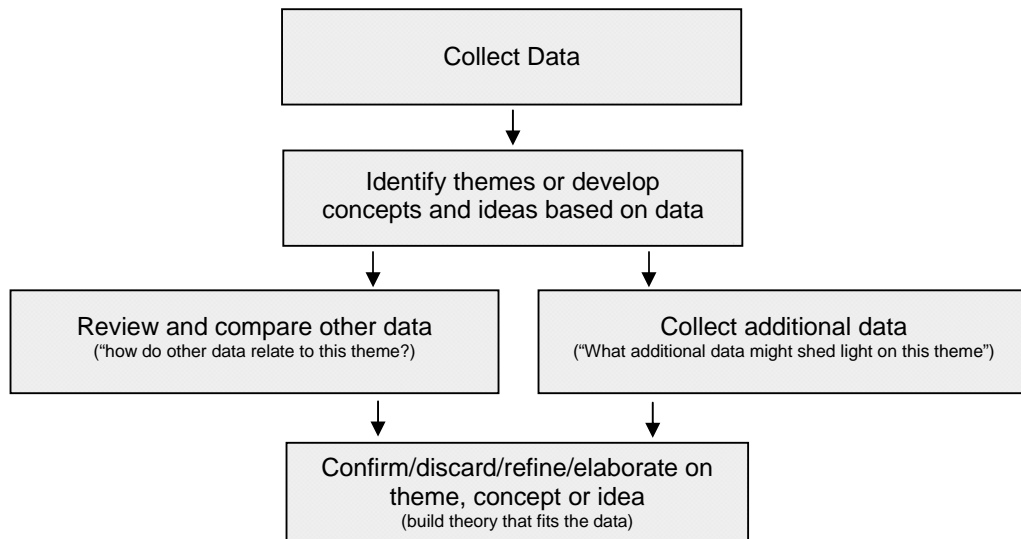 Collect Data
Identify themes or develop
concepts and ideas based on data
Review and compare other data
(“how do other data relate to this theme?)
Collect additional data
(“What additional data might shed light on this theme”)
Confirm/discard/refine/elaborate on
theme, concept or idea
(build theory that fits the data)